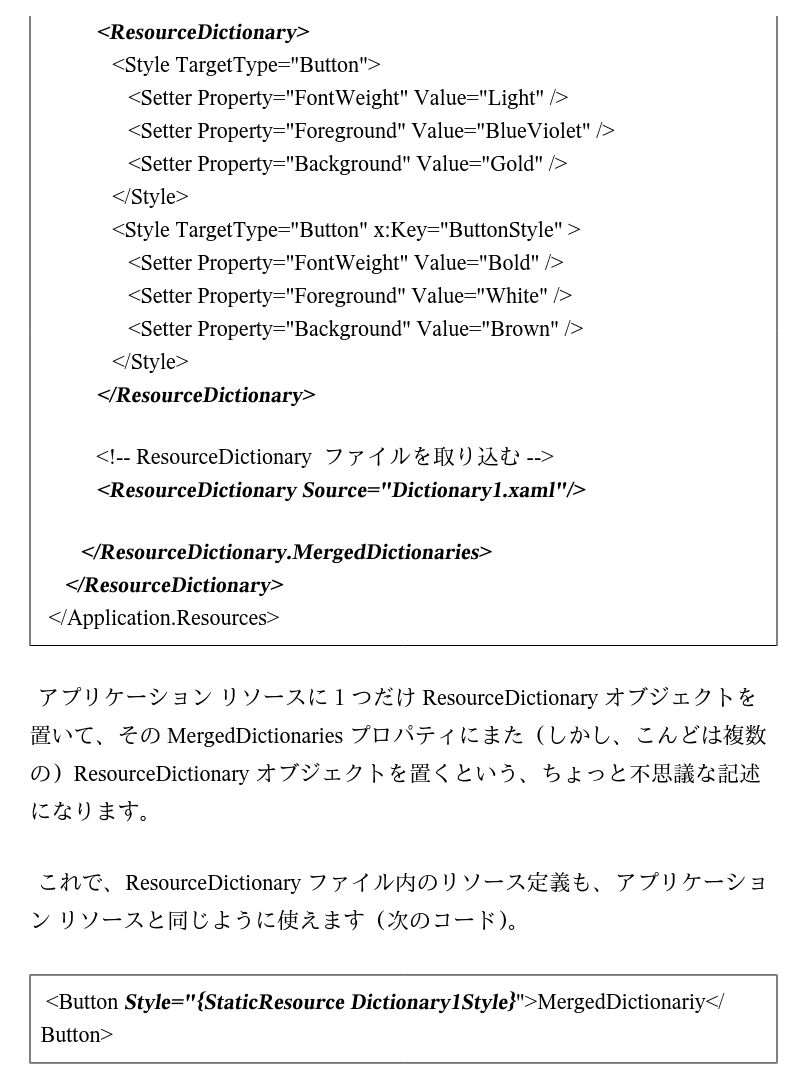 <ResourceDictionary>
<Style TargetType="Button">
<Setter Property="FontWeight" Value="Light" />
<Setter Property="Foreground" Value="BlueViolet" />
<Setter Property="Background" Value="Gold" />
</Style>
<Style TargetType="Button" x:Key="ButtonStyle" >
<Setter Property="FontWeight" Value="Bold" />
<Setter Property="Foreground" Value="White" />
<Setter Property="Background" Value="Brown" />
</Style>
</ResourceDictionary>
<!-- ResourceDictionary ファイルを取り込む -->
<ResourceDictionary Source="Dictionary1.xaml"/>
</ResourceDictionary.MergedDictionaries>
</ResourceDictionary>
</Application.Resources>
アプリケーション リソースに 1 つだけ ResourceDictionary オブジェクトを
置いて、その MergedDictionaries プロパティにまた（しかし、こんどは複数
の）ResourceDictionary オブジェクトを置くという、ちょっと不思議な記述
になります。
これで、ResourceDictionary ファイル内のリソース定義も、アプリケーショ
ン リソースと同じように使えます（次のコード）。
<Button Style="{StaticResource Dictionary1Style}">MergedDictionariy</
Button>